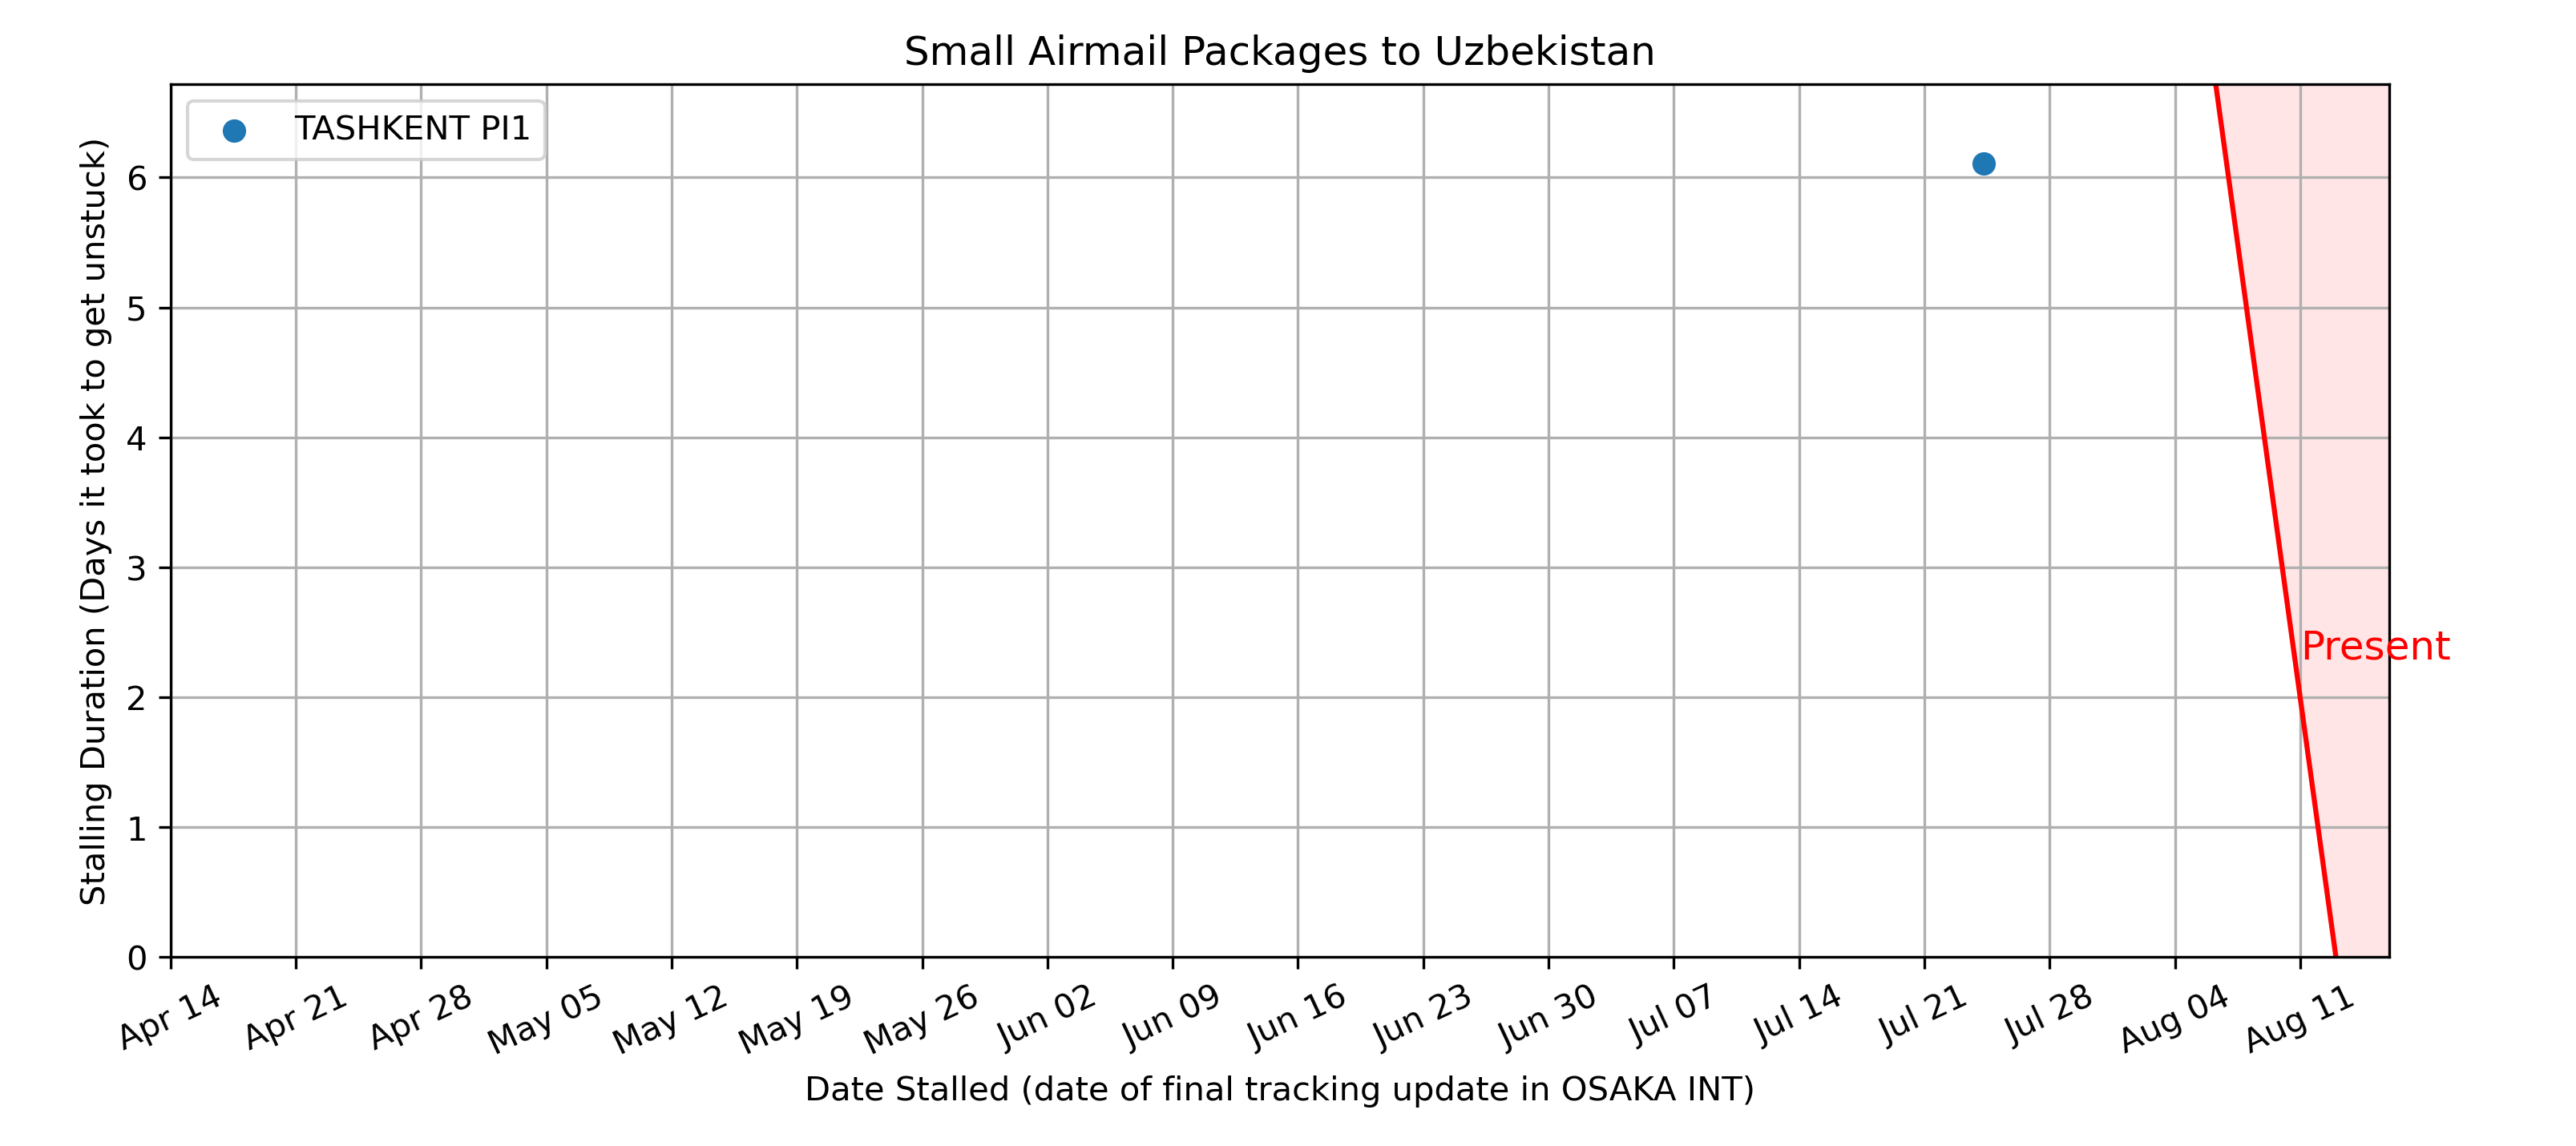 Small Airmail Packages to Uzbekistan
TASHKENT PI1
Stalling Duration (Days it took to get unstuck)
6
5
4
3
2
1
0
Present
Apr 14
Apr 21
Apr 28
May 05
May 12
May 19
May 26
Jun 02
Jun 09
Jun 16
Jun 23
Jun 30
Jul 07
Jul 14
Jul 21
Jul 28
Aug 04
Aug 11
Date Stalled (date of final tracking update in OSAKA INT)